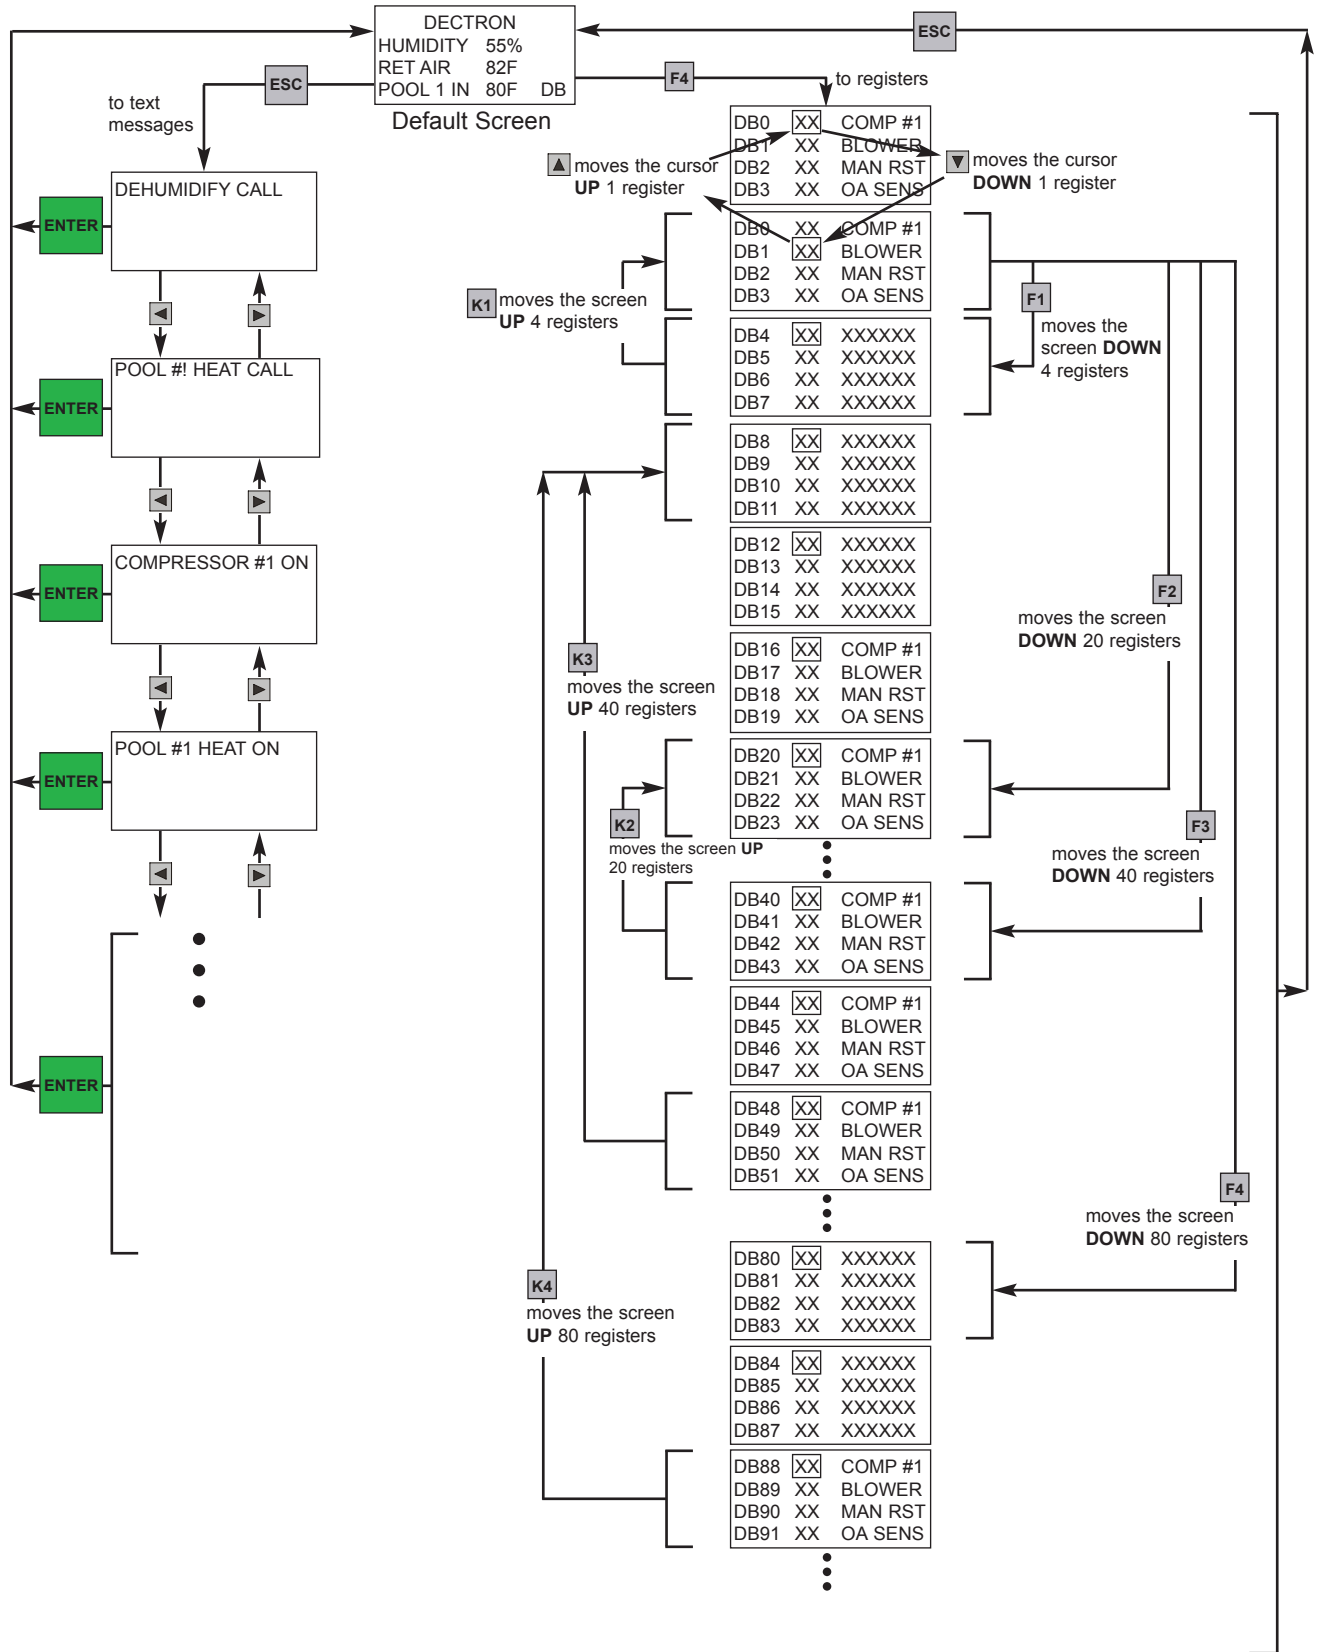 DECTRON
HUMIDITY 55%
RET AIR 82F
POOL 1 IN 80F DB
Default Screen
ESC
ESC
F4
to registers
to text
messages
DEHUMIDIFY CALL
ENTER
POOL #! HEAT CALL
ENTER
COMPRESSOR #1 ON
ENTER
POOL #1 HEAT ON
ENTER
ENTER
DB0 XX COMP #1
DB1 XX BLOWER
DB2 XX MAN RST
DB3 XX OA SENS
moves the cursor
UP 1 register
moves the cursor
DOWN 1 register
DB0 XX COMP #1
DB1 XX BLOWER
DB2 XX MAN RST
DB3 XX OA SENS
K1 moves the screen
UP 4 registers
F1
moves the
screen DOWN
4 registers
DB4 XX XXXXXX
DB5 XX XXXXXX
DB6 XX XXXXXX
DB7 XX XXXXXX
DB8 XX XXXXXX
DB9 XX XXXXXX
DB10 XX XXXXXX
DB11 XX XXXXXX
DB12 XX XXXXXX
DB13 XX XXXXXX
DB14 XX XXXXXX
DB15 XX XXXXXX
F2
moves the screen
DOWN 20 registers
K3
moves the screen
UP 40 registers
DB16 XX COMP #1
DB17 XX BLOWER
DB18 XX MAN RST
DB19 XX OA SENS
DB20 XX COMP #1
DB21 XX BLOWER
DB22 XX MAN RST
DB23 XX OA SENS
K2
moves the screen UP
20 registers
F3
moves the screen
DOWN 40 registers
DB40 XX COMP #1
DB41 XX BLOWER
DB42 XX MAN RST
DB43 XX OA SENS
DB44 XX COMP #1
DB45 XX BLOWER
DB46 XX MAN RST
DB47 XX OA SENS
DB48 XX COMP #1
DB49 XX BLOWER
DB50 XX MAN RST
DB51 XX OA SENS
F4
moves the screen
DOWN 80 registers
DB80 XX XXXXXX
DB81 XX XXXXXX
DB82 XX XXXXXX
DB83 XX XXXXXX
K4
moves the screen
UP 80 registers
DB84 XX XXXXXX
DB85 XX XXXXXX
DB86 XX XXXXXX
DB87 XX XXXXXX
DB88 XX COMP #1
DB89 XX BLOWER
DB90 XX MAN RST
DB91 XX OA SENS